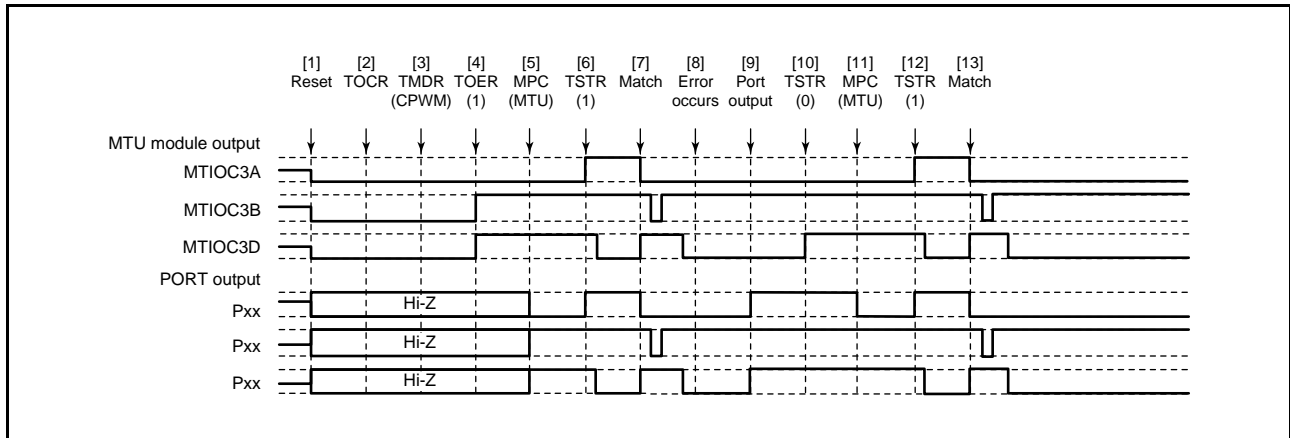 [1] [2] [3] [4] [5] [6] [7] [8] [9] [10] [11] [12] [13]
Reset TOCR TMDR TOER MPC TSTR Match Error Port TSTR MPC TSTR Match
(CPWM) (1) (MTU) (1) occurs output (0) (MTU) (1)
MTU module output
MTIOC3A
MTIOC3B
MTIOC3D
PORT output
Pxx Hi-Z
Pxx Hi-Z
Pxx Hi-Z